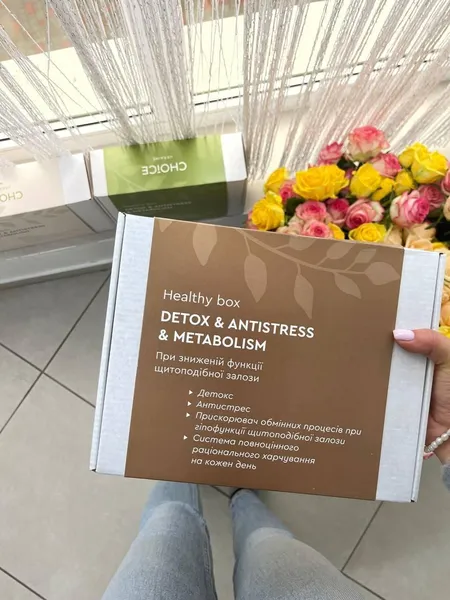 CHOICE
CHOICE
Healthy box
DETOX & ANTISTRESS
& METABOLISM
При зниженій функції
щитоподібної залози
▸ Детокс
▸ Антистрес
▸ Прискорювач обмінних процесів при
гіпофункції щитоподібної залози
▸ Система повноцінного
раціонального харчування
на кожен день